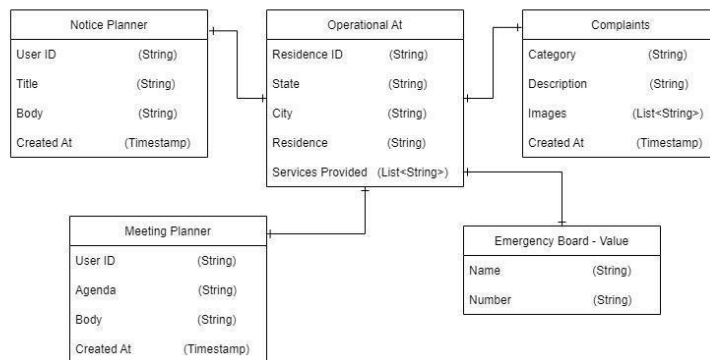 Notice Planner
User ID (String)
Title (String)
Body (String)
Created At (Timestamp)
Operational At
Residence ID (String)
State (String)
City (String)
Residence (String)
Services Provided (List<String>)
Complaints
Category (String)
Description (String)
Images (List<String>)
Created At (Timestamp)
Meeting Planner
User ID (String)
Agenda (String)
Body (String)
Created At (Timestamp)
Emergency Board - Value
Name (String)
Number (String)